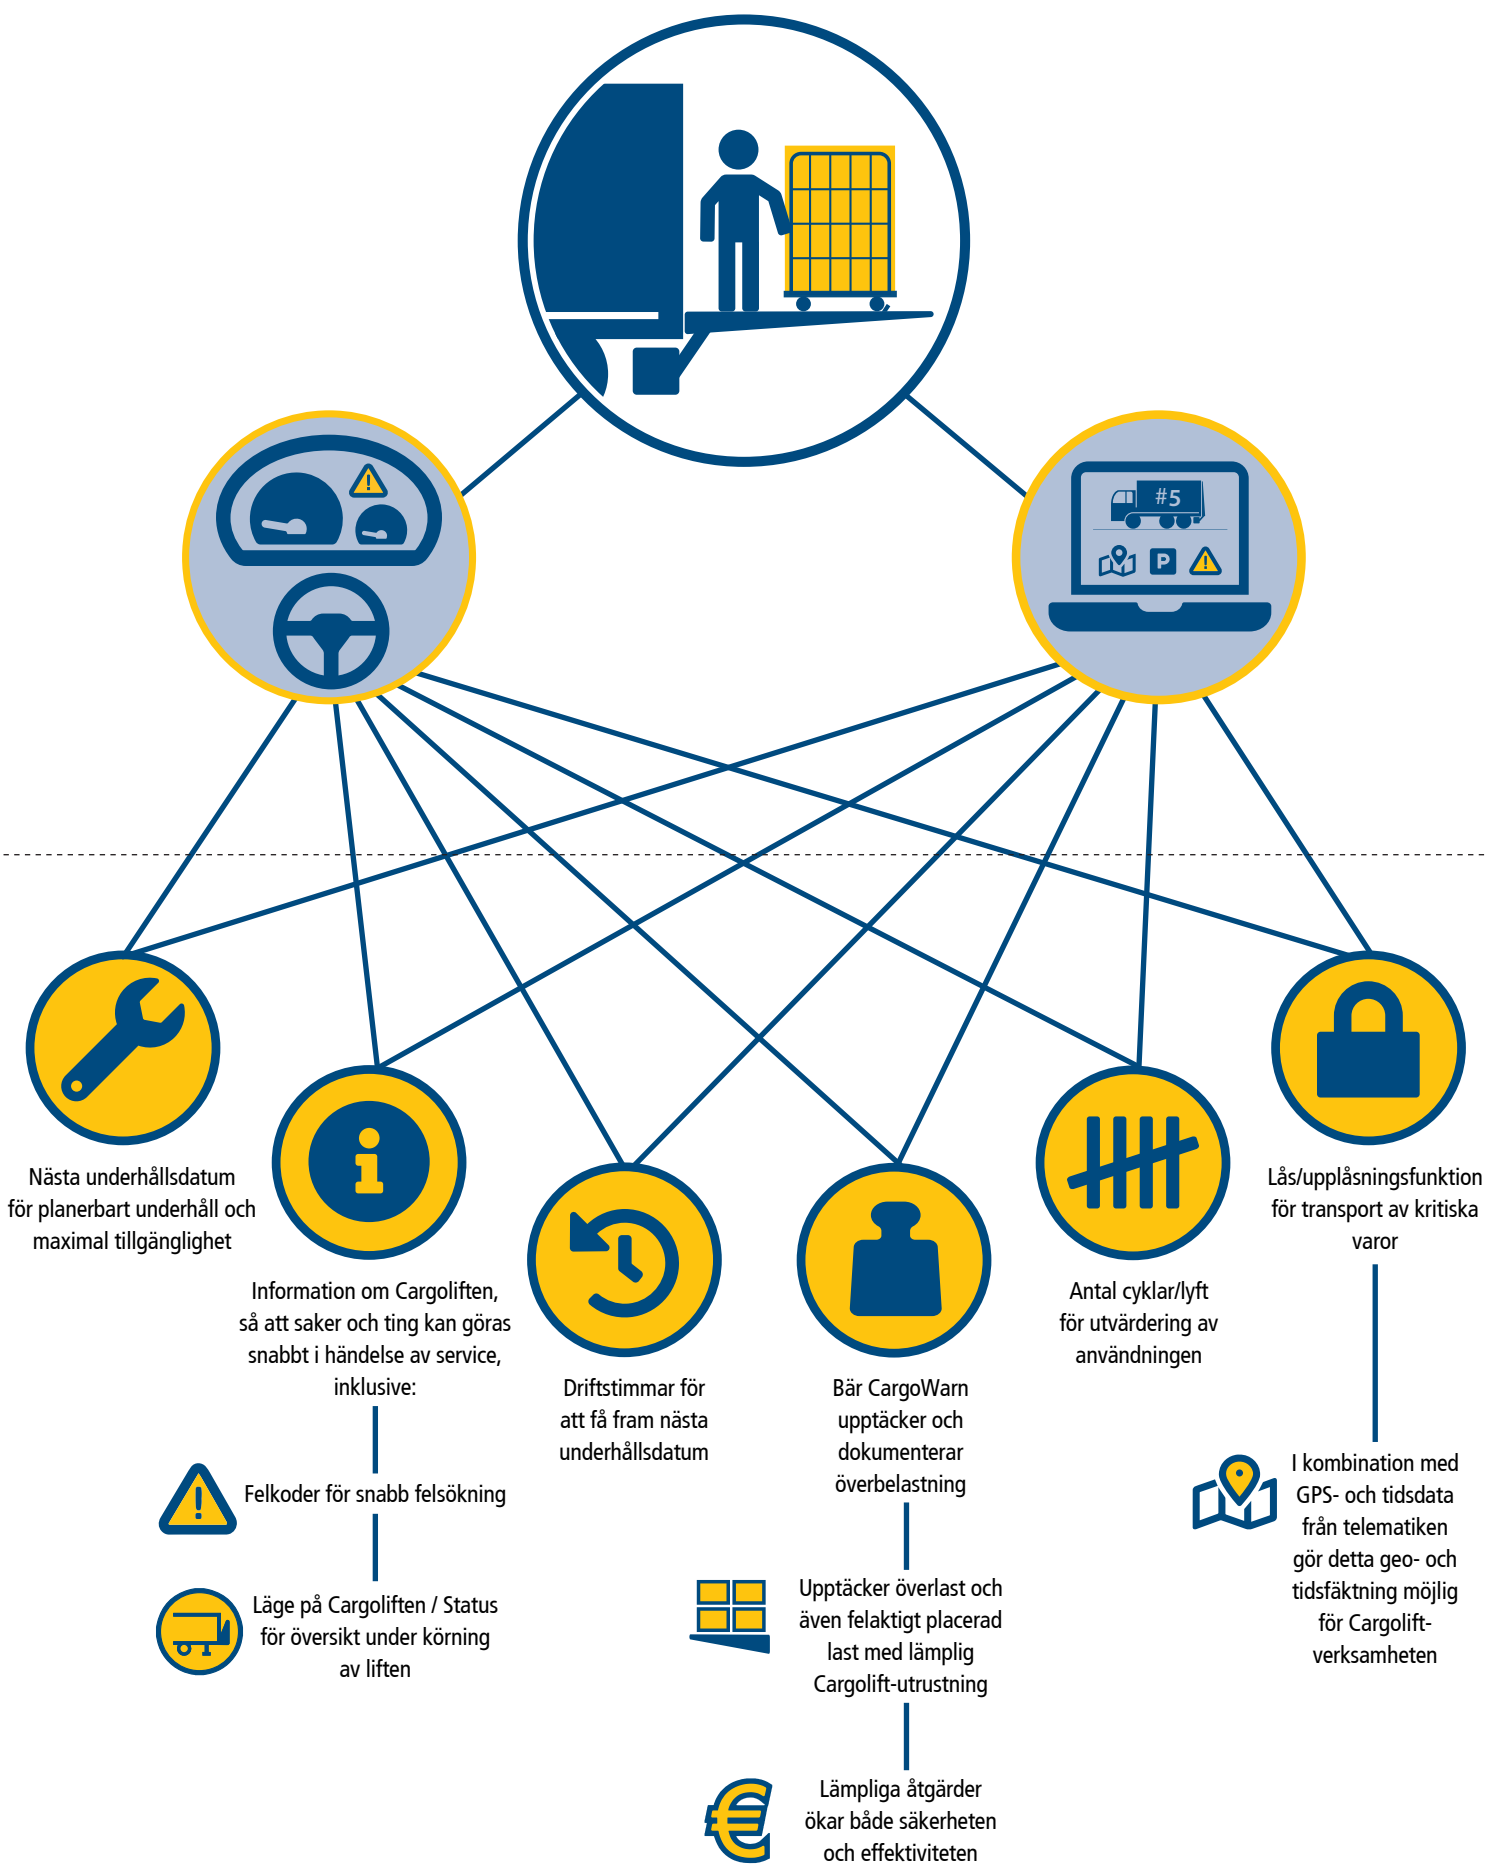 #5
P
Nästa underhållsdatum
för planerbart underhåll och
maximal tillgänglighet
Information om Cargoliften,
så att saker och ting kan göras
snabbt i händelse av service,
inklusive:
Felkoder för snabb felsökning
Läge på Cargoliften / Status
för översikt under körning
av liften
Driftstimmar för
att få fram nästa
underhållsdatum
Bär CargoWarn
upptäcker och
dokumenterar
överbelastning
Upptäcker överlast och
även felaktigt placerad
last med lämplig
Cargolift-utrustning
Lämpliga åtgärder
ökar både säkerheten
och effektiviteten
Antal cyklar/lyft
för utvärdering av
användningen
Lås/upplåsningsfunktion
för transport av kritiska
varor
I kombination med
GPS- och tidsdata
från telematiken
gör detta geo- och
tidsfäktning möjlig
för Cargolift-
verksamheten